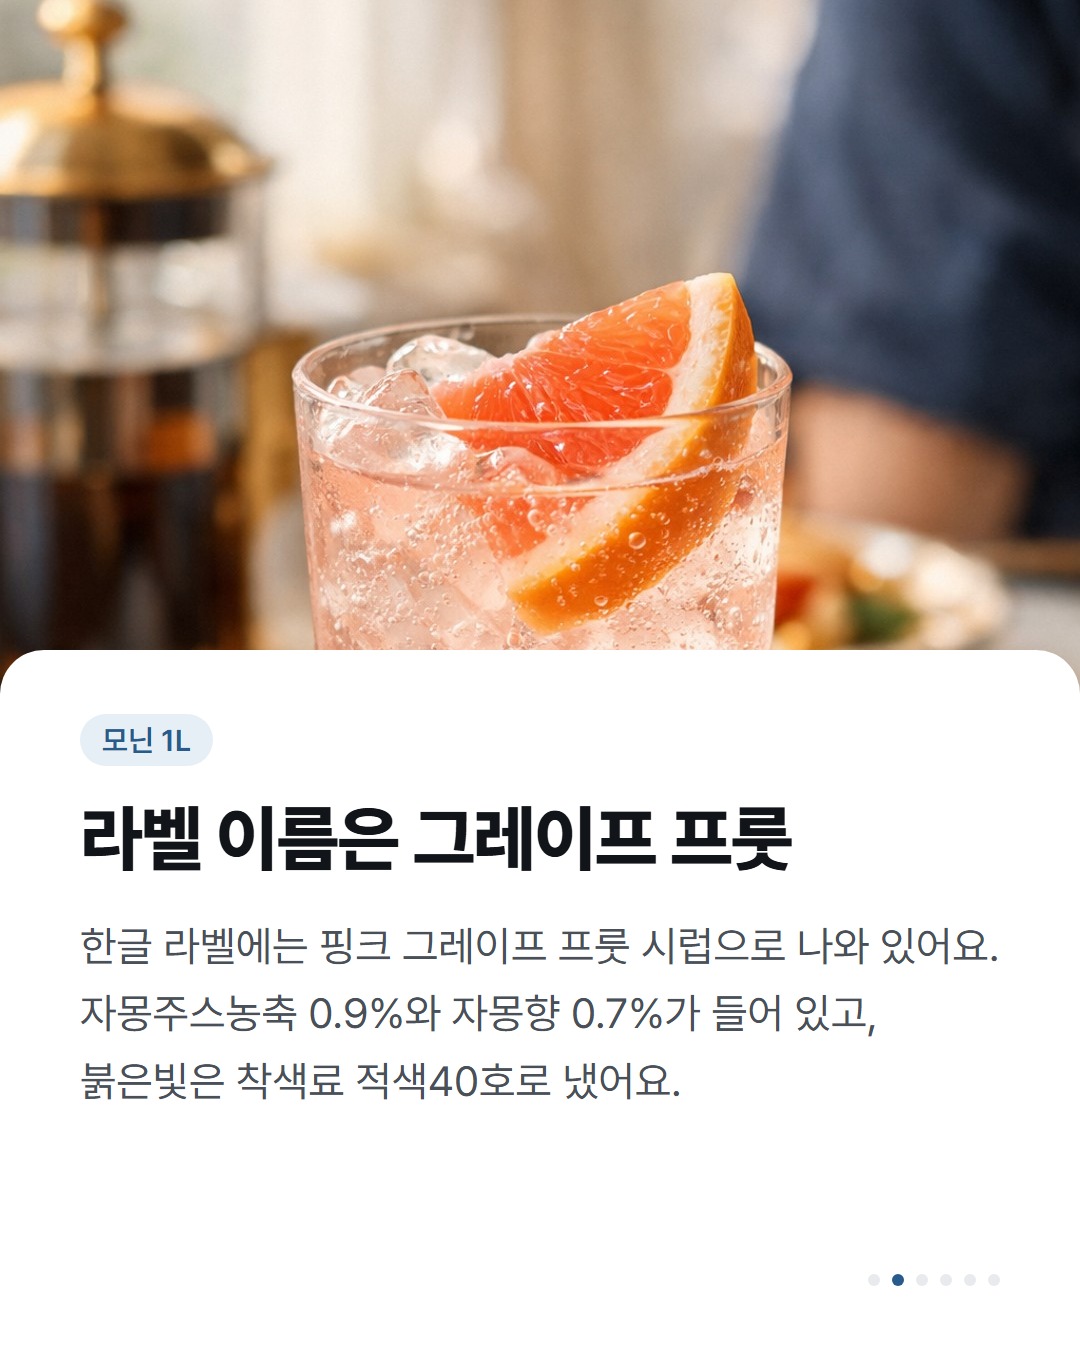 모닌 1L
라벨 이름은 그레이프 프룻
한글 라벨에는 핑크 그레이프 프룻 시럽으로 나와 있어요.
자몽주스농축 0.9%와 자몽향 0.7%가 들어 있고,
붉은빛은 착색료 적색40호로 냈어요.